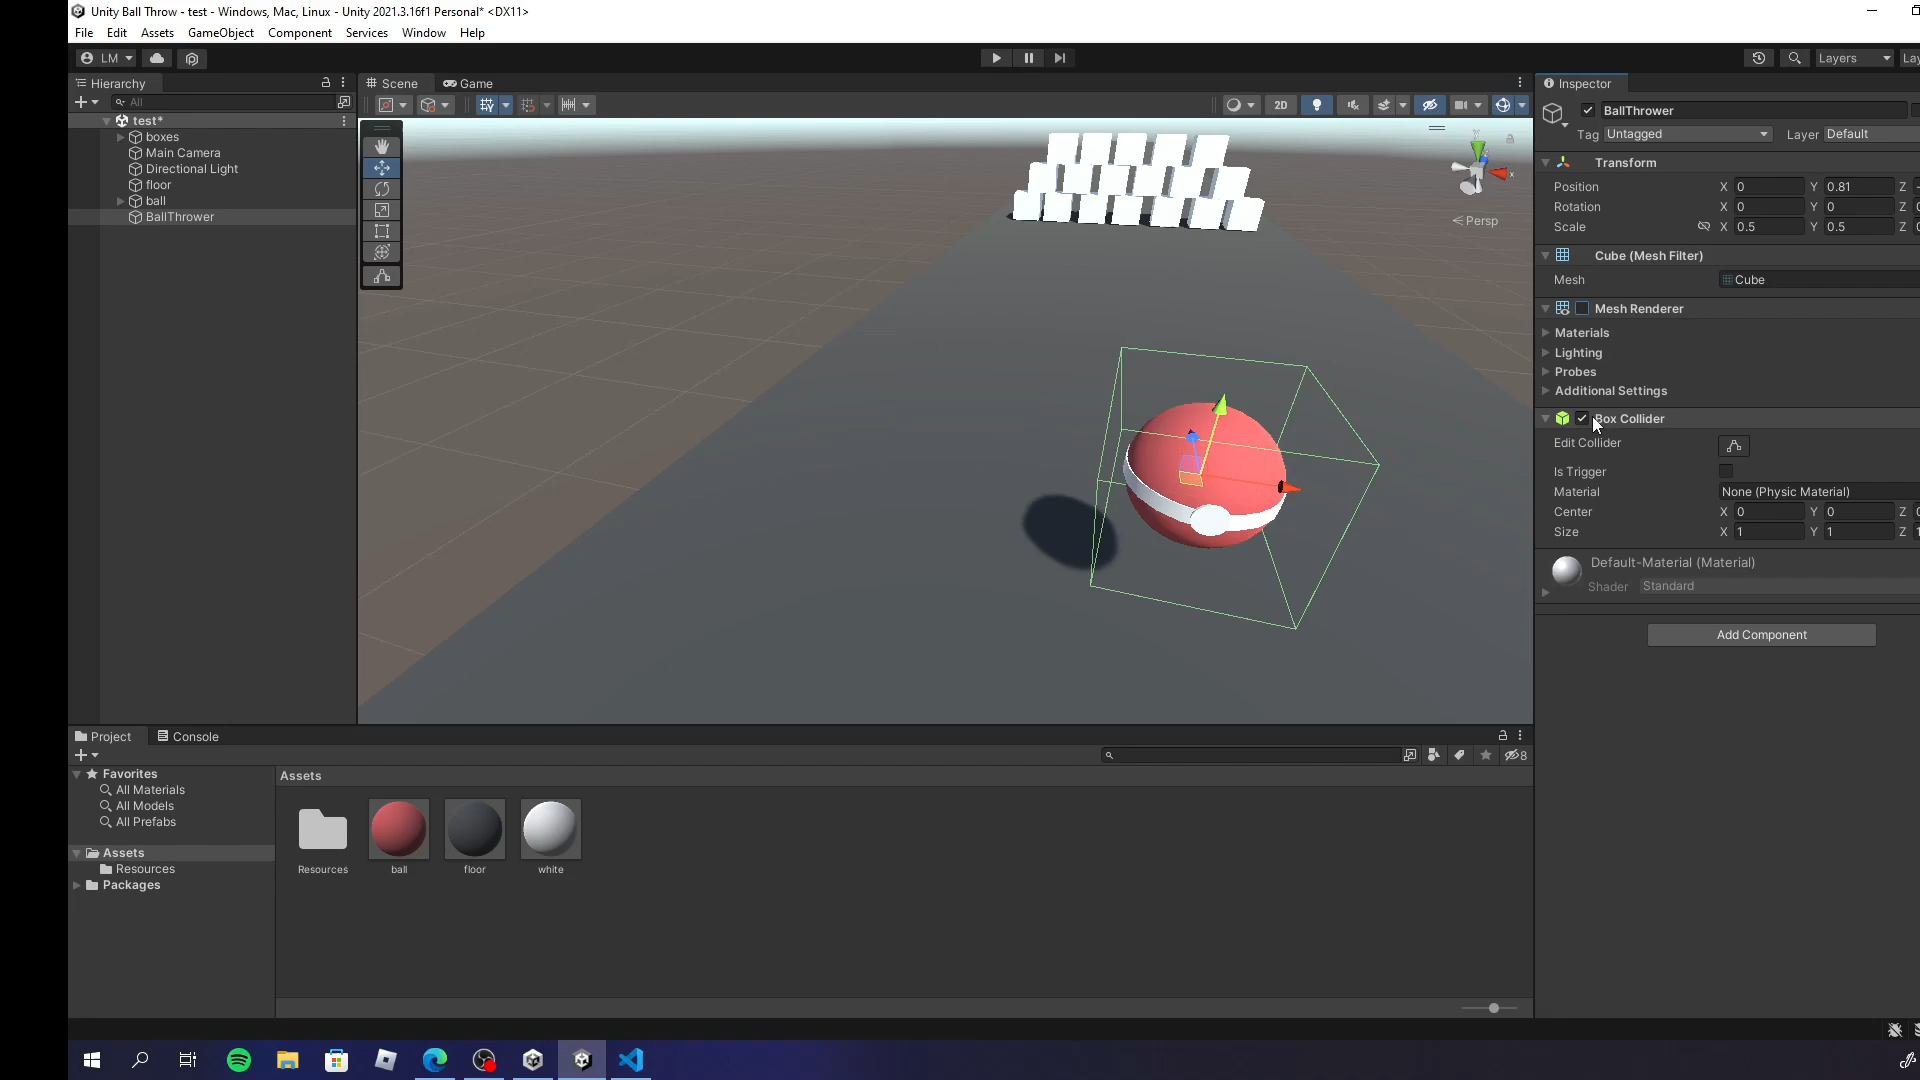 Unity Ball Throw - test - Windows, Mac, Linux - Unity 2021.3.16f1 Personal* <DX11>
File Edit Assets GameObject Component Services Window Help
LM Layers Lay
Hierarchy
All
test*
boxes
Main Camera
Directional Light
floor
ball
BallThrower
Scene Game
2D
Persp
Inspector
BallThrower
Tag Untagged Layer Default
Transform
Position X 0 Y 0.81 Z -
Rotation X 0 Y 0 Z 0
Scale X 0.5 Y 0.5 Z
Cube (Mesh Filter)
Mesh Cube
Mesh Renderer
Materials
Lighting
Probes
Additional Settings
Box Collider
Edit Collider
Is Trigger
Material None (Physic Material)
Center X 0 Y 0 Z 0
Size X 1 Y 1 Z 1
Default-Material (Material)
Shader Standard
Add Component
Project Console
8
Favorites
All Materials
All Models
All Prefabs
Assets
Resources
Packages
Assets
Resources ball floor white